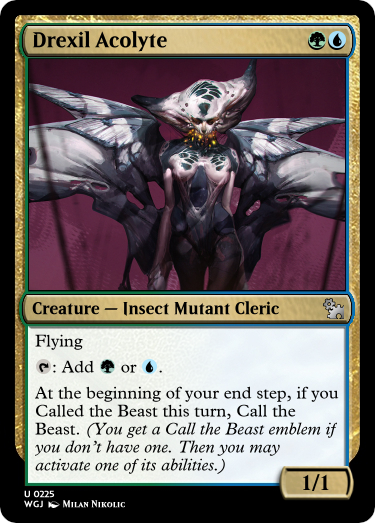 Drexil Acolyte
Creature — Insect Mutant Cleric
Flying
: Add or .
At the beginning of your end step, if you
Called the Beast this turn, Call the
Beast. (You get a Call the Beast emblem if
you don't have one. Then you may
activate one of its abilities.)
1/1
U 0225
WGJ Milan Nikolic